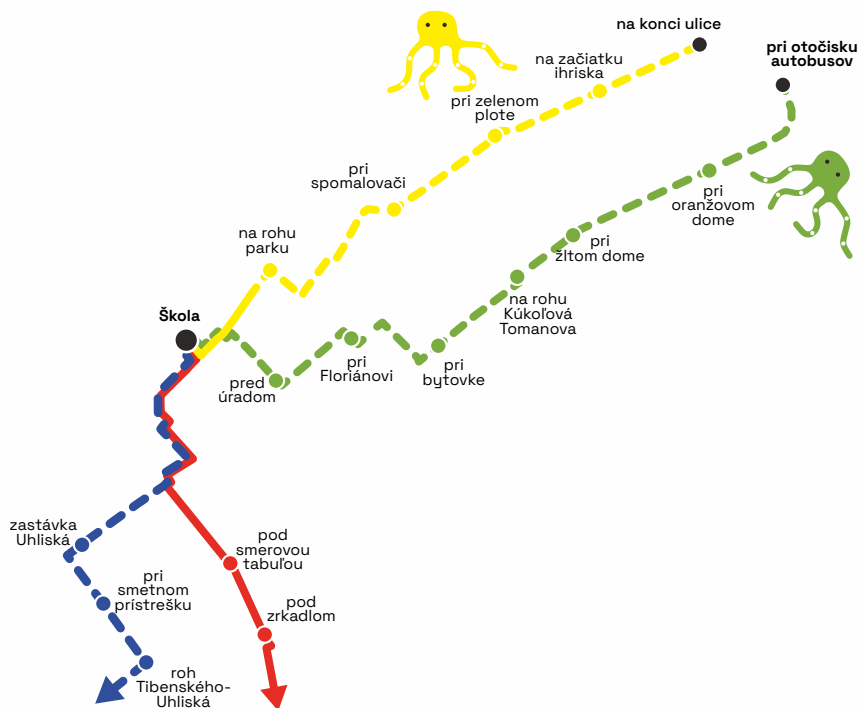 na konci ulice
pri otočisku
autobusov
na začiatku
ihriska
pri zelenom
plote
pri
spomalovači
pri
oranžovom
dome
na rohu
parku
pri
žltom dome
na rohu
Kúkoľová
Tomanova
Škola
pri
Floriánovi
pri
bytovke
pred
úradom
zastávka
Uhliská
pod
smerovou
tabuľou
pri
smetnom
prístrešku
pod
zrkadlom
roh
Tibenského-
Uhliská